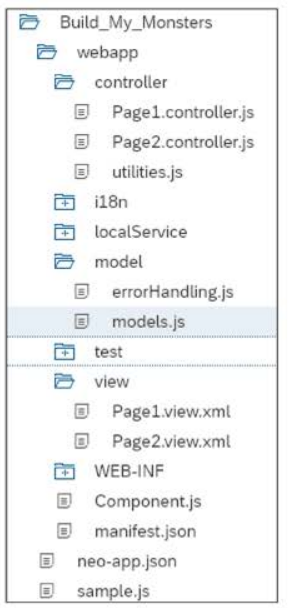 Build_My_Monsters
webapp
controller
Page1.controller.js
Page2.controller.js
utilities.js
i18n
localService
model
errorHandling.js
models.js
test
view
Page1.view.xml
Page2.view.xml
WEB-INF
Component.js
manifest.json
neo-app.json
sample.js